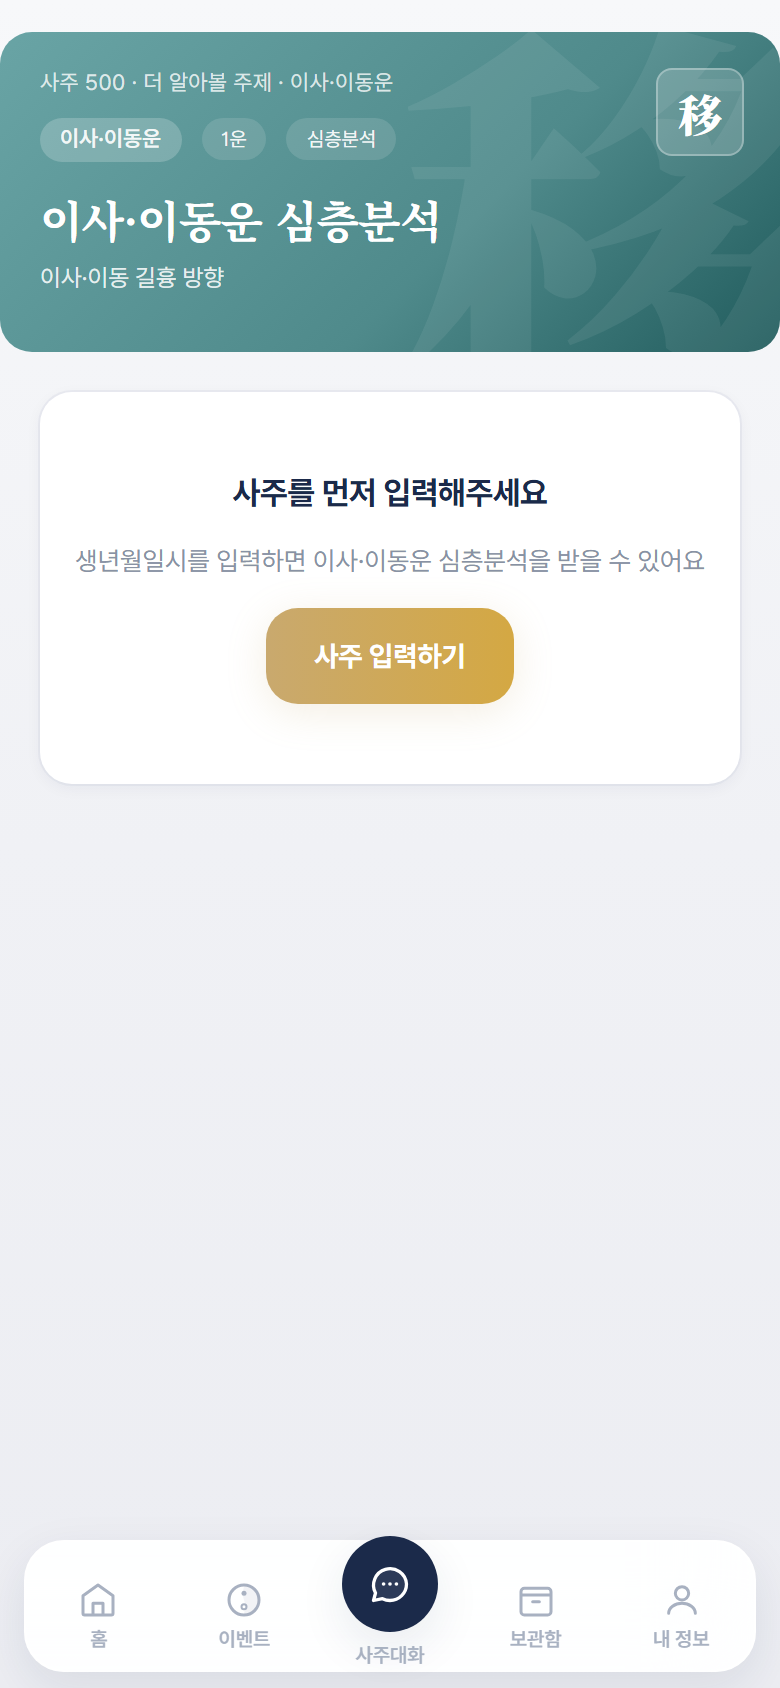 사주 500 · 더 알아볼 주제 · 이사·이동운
移
이사·이동운 1운 심층분석
이사·이동운 심층분석
이사·이동 길흉 방향
사주를 먼저 입력해주세요
생년월일시를 입력하면 이사·이동운 심층분석을 받을 수 있어요
사주 입력하기
홈 이벤트 사주대화 보관함 내 정보